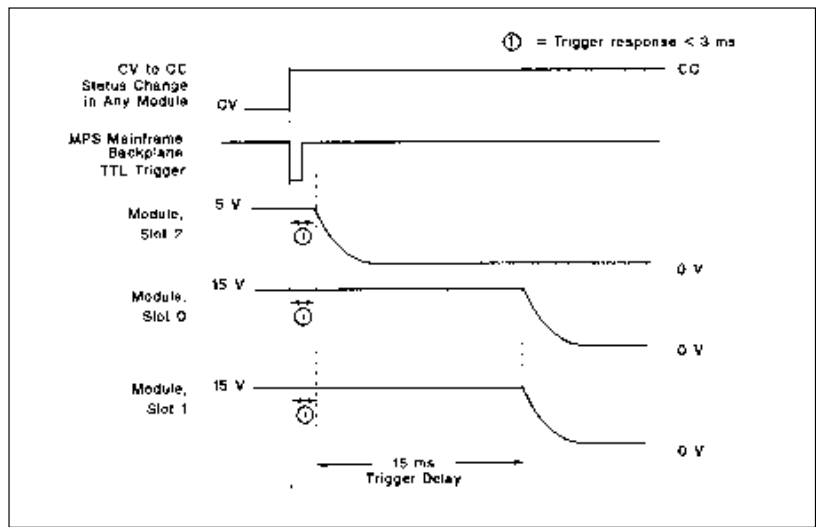 ① = Trigger response < 3 ms
CV to CC
Status Change
in Any Module
CV
CC
MPS Mainframe
Backplane
TTL Trigger
Module,
Slot 2
5 V
①
0 V
Module,
Slot 0
15 V
①
0 V
Module,
Slot 1
15 V
①
0 V
15 ms
Trigger Delay